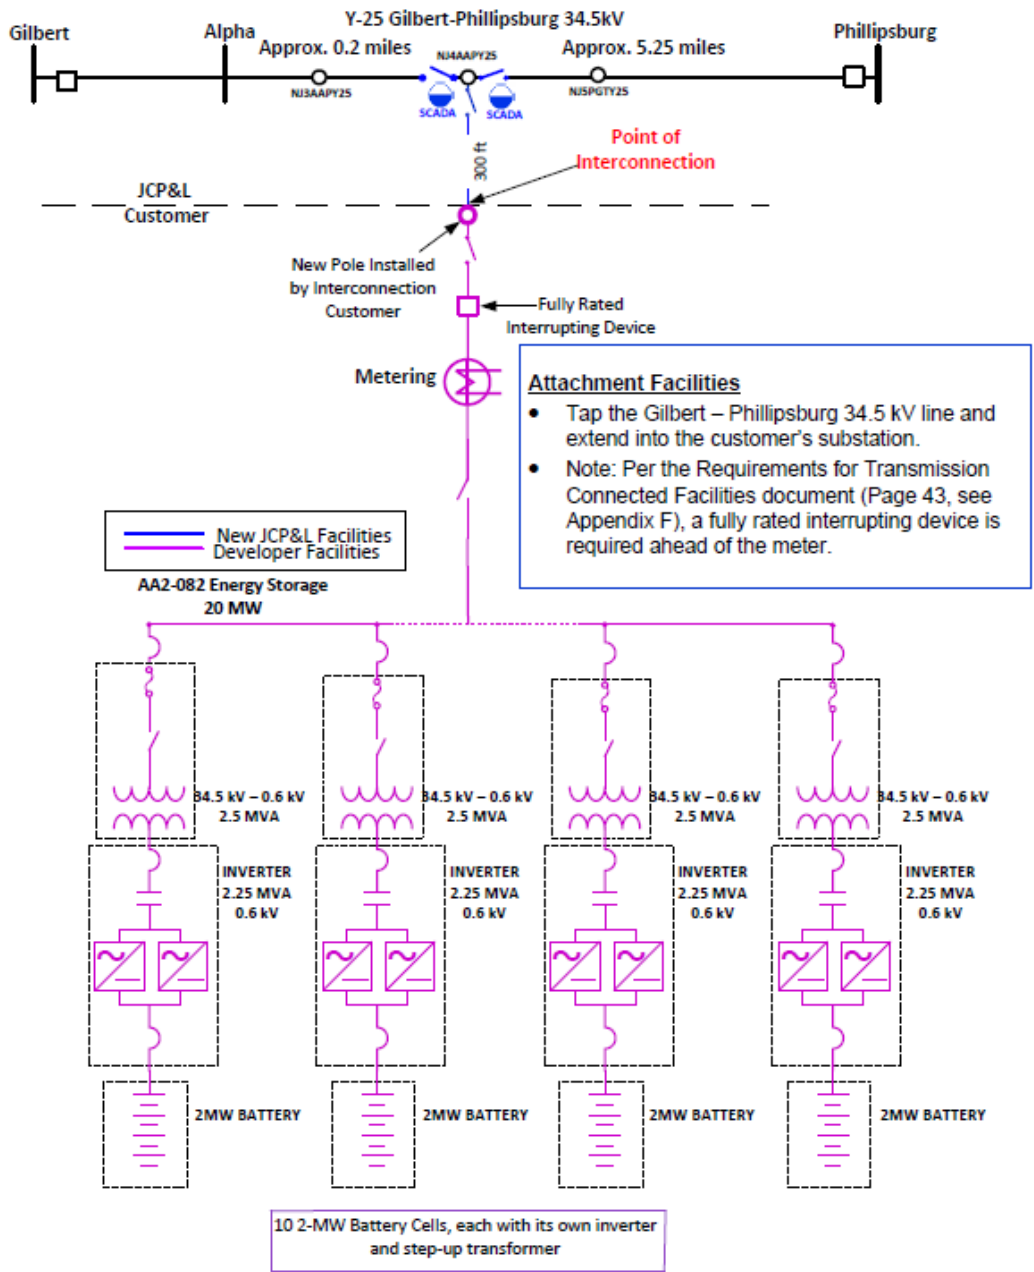 Y-25 Gilbert-Phillipsburg 34.5kV
Gilbert
Alpha
Phillipsburg
Approx. 0.2 miles
Approx. 5.25 miles
NJ4AAPY25
NJ3AAPY25
NJ5PGTY25
SCADA
SCADA
300 ft
Point of
Interconnection
JCP&L
Customer
New Pole Installed
by Interconnection
Customer
Fully Rated
Interrupting Device
Metering
Attachment Facilities
• Tap the Gilbert – Phillipsburg 34.5 kV line and
extend into the customer's substation.
• Note: Per the Requirements for Transmission
Connected Facilities document (Page 43, see
Appendix F), a fully rated interrupting device is
required ahead of the meter.
New JCP&L Facilities
Developer Facilities
AA2-082 Energy Storage
20 MW
34.5 kV – 0.6 kV
2.5 MVA
34.5 kV – 0.6 kV
2.5 MVA
34.5 kV – 0.6 kV
2.5 MVA
34.5 kV – 0.6 kV
2.5 MVA
INVERTER
2.25 MVA
0.6 kV
INVERTER
2.25 MVA
0.6 kV
INVERTER
2.25 MVA
0.6 kV
INVERTER
2.25 MVA
0.6 kV
2MW BATTERY
2MW BATTERY
2MW BATTERY
2MW BATTERY
10 2-MW Battery Cells, each with its own inverter
and step-up transformer